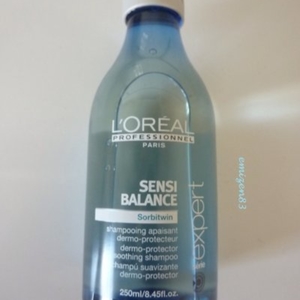 L'ORÉAL
PROFESSIONNEL
PARIS
SENSI
BALANCE
Sorbitwin
shampooing apaisant
dermo-protecteur
dermo-protector
soothing shampoo
champú suavizante
dermo-protector
250ml/8.45fl.oz
expert